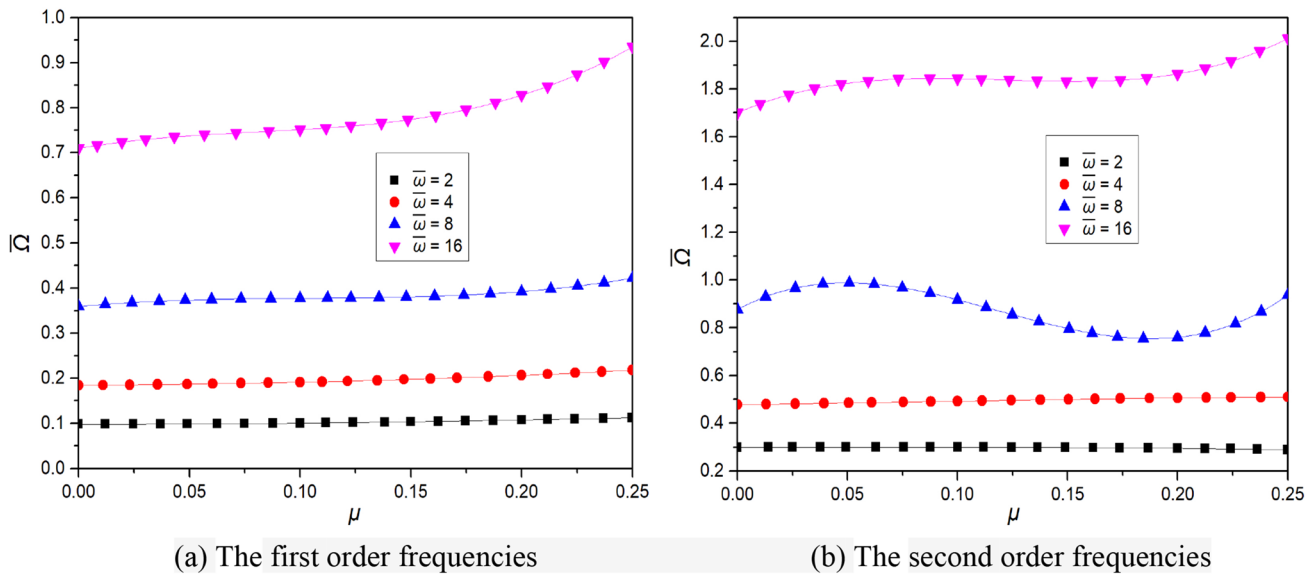 1.0
0.9
0.8
0.7
0.6
0.5
0.4
0.3
0.2
0.1
0.0
Ω̅
ω̅ = 2
ω̅ = 4
ω̅ = 8
ω̅ = 16
0.00 0.05 0.10 0.15 0.20 0.25
μ
2.0
1.8
1.6
1.4
1.2
1.0
0.8
0.6
0.4
0.2
Ω̅
ω̅ = 2
ω̅ = 4
ω̅ = 8
ω̅ = 16
0.00 0.05 0.10 0.15 0.20 0.25
μ
(a) The first order frequencies
(b) The second order frequencies